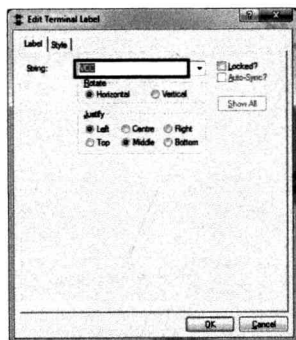 Edit Terminal Label
Label Style
String:
Locked?
Auto-Sync?
Rotate
Horizontal Vertical
Show All
Justify
Left Centre Right
Top Middle Bottom
OK Cancel